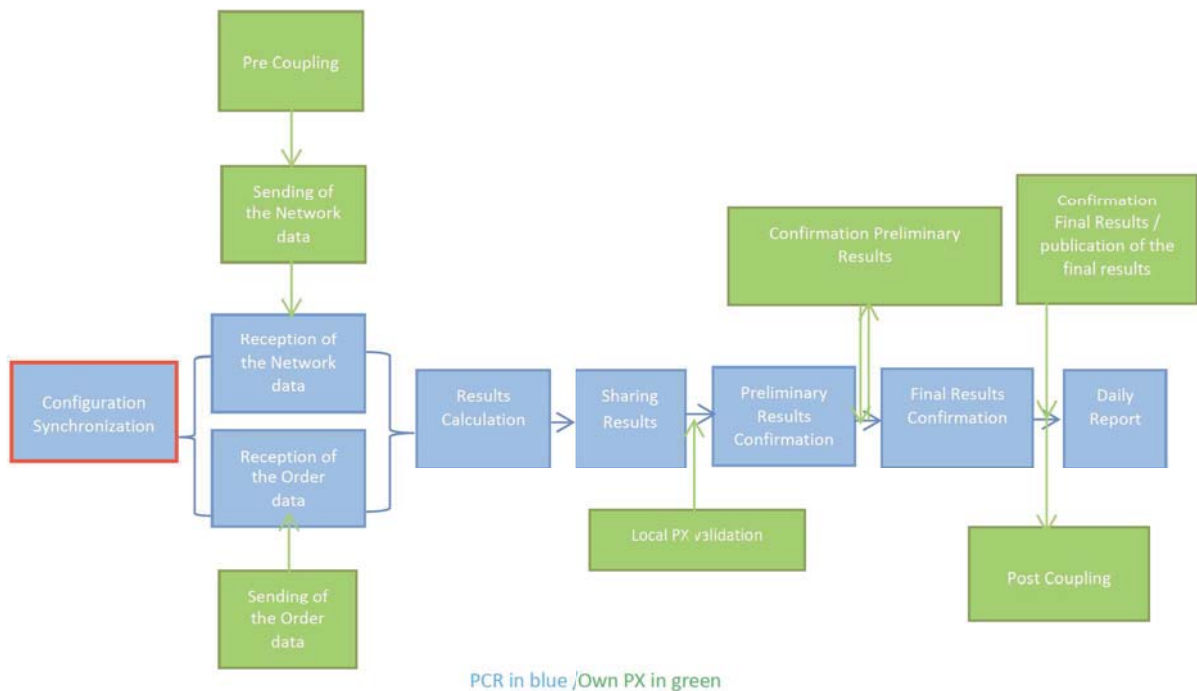 Pre Coupling
Sending of
the Network
data
Confirmation Preliminary
Results
Confirmation
Final Results /
publication of the
final results
Reception of
the Network
data
Configuration
Synchronization
Reception of
the Order
data
Results
Calculation
Sharing
Results
Preliminary
Results
Confirmation
Final Results
Confirmation
Daily
Report
Local PX validation
Sending of
the Order
data
Post Coupling
PCR in blue /Own PX in green